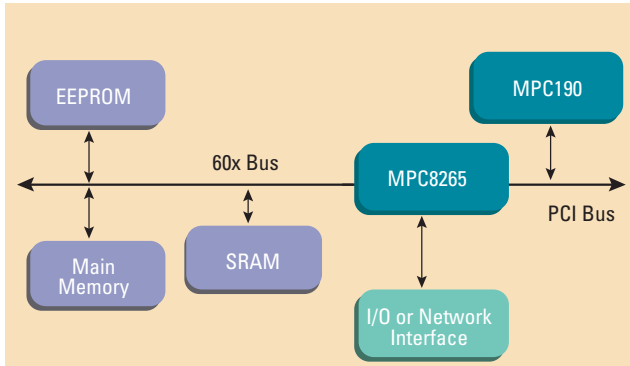 EEPROM
MPC190
60x Bus
MPC8265
PCI Bus
Main
Memory
SRAM
I/O or Network
Interface